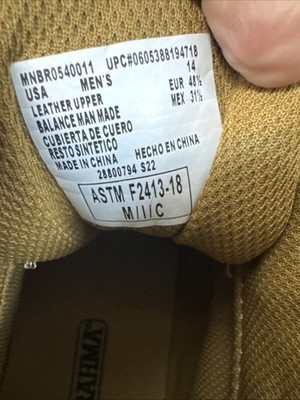 MNBR0540011 UPC#0605388194718
USA MEN'S 14
LEATHER UPPER EUR 48½
BALANCE MAN MADE MEX 31½
CUBIERTA DE CUERO
RESTO SINTETICO
MADE IN CHINA HECHO EN CHINA
28800794 S22
ASTM F2413-18
M/I/C
RAHMA